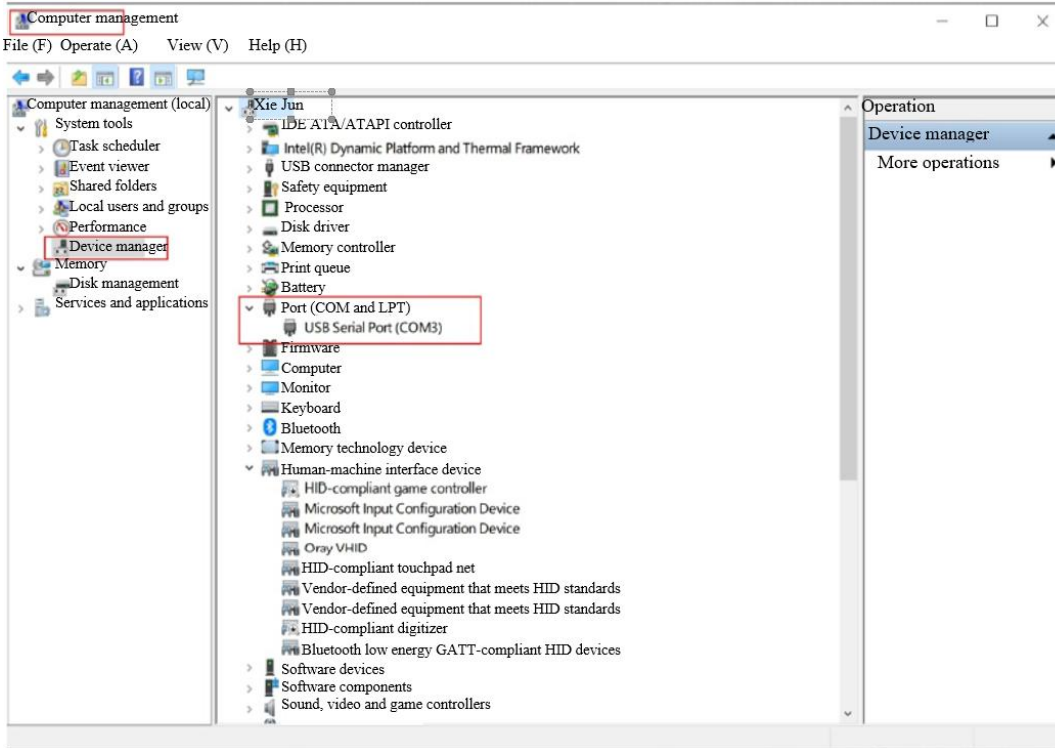 Computer management
File (F) Operate (A) View (V) Help (H)
Computer management (local)
System tools
Task scheduler
Event viewer
Shared folders
Local users and groups
Performance
Device manager
Memory
Disk management
Services and applications
Xie Jun
IDE ATA/ATAPI controller
Intel(R) Dynamic Platform and Thermal Framework
USB connector manager
Safety equipment
Processor
Disk driver
Memory controller
Print queue
Battery
Port (COM and LPT)
USB Serial Port (COM3)
Firmware
Computer
Monitor
Keyboard
Bluetooth
Memory technology device
Human-machine interface device
HID-compliant game controller
Microsoft Input Configuration Device
Microsoft Input Configuration Device
Oray VHID
HID-compliant touchpad net
Vendor-defined equipment that meets HID standards
Vendor-defined equipment that meets HID standards
HID-compliant digitizer
Bluetooth low energy GATT-compliant HID devices
Software devices
Software components
Sound, video and game controllers
Operation
Device manager
More operations